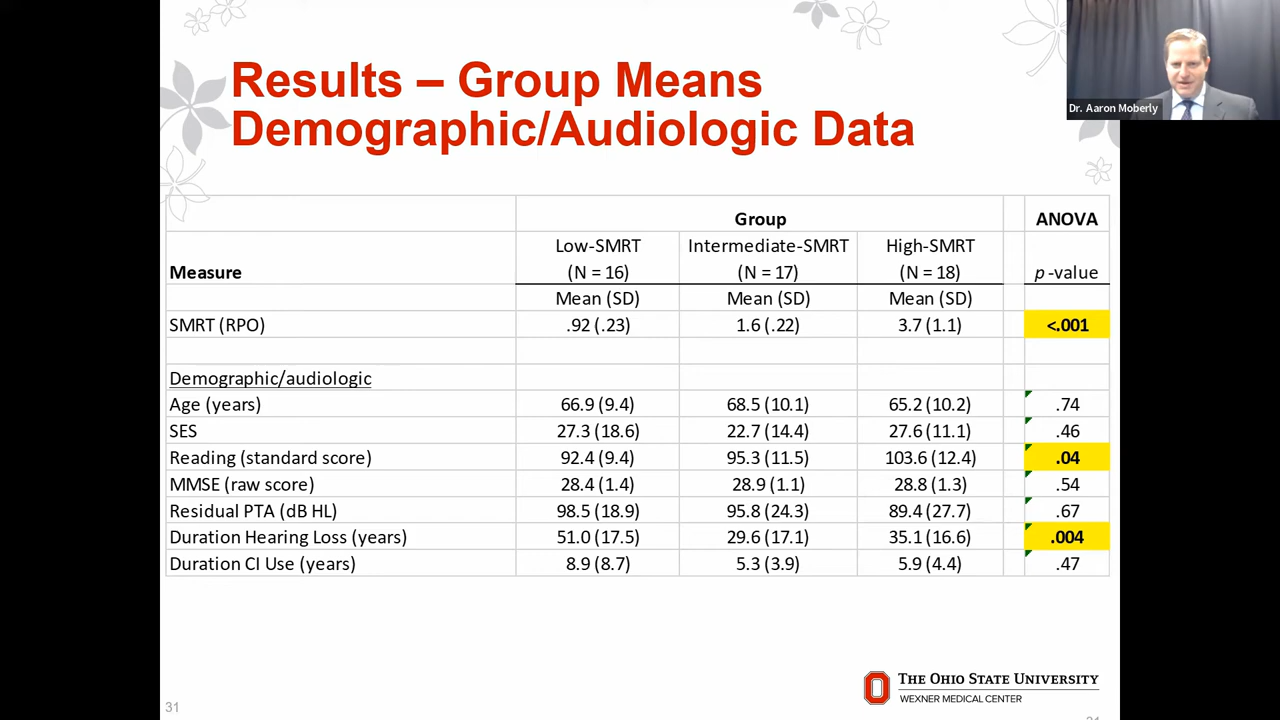 Results – Group Means
Demographic/Audiologic Data
Dr. Aaron Moberly
Group ANOVA
Low-SMRT Intermediate-SMRT High-SMRT
Measure (N = 16) (N = 17) (N = 18) p -value
Mean (SD) Mean (SD) Mean (SD)
SMRT (RPO) .92 (.23) 1.6 (.22) 3.7 (1.1) <.001
Demographic/audiologic
Age (years) 66.9 (9.4) 68.5 (10.1) 65.2 (10.2) .74
SES 27.3 (18.6) 22.7 (14.4) 27.6 (11.1) .46
Reading (standard score) 92.4 (9.4) 95.3 (11.5) 103.6 (12.4) .04
MMSE (raw score) 28.4 (1.4) 28.9 (1.1) 28.8 (1.3) .54
Residual PTA (dB HL) 98.5 (18.9) 95.8 (24.3) 89.4 (27.7) .67
Duration Hearing Loss (years) 51.0 (17.5) 29.6 (17.1) 35.1 (16.6) .004
Duration CI Use (years) 8.9 (8.7) 5.3 (3.9) 5.9 (4.4) .47
THE OHIO STATE UNIVERSITY
WEXNER MEDICAL CENTER
31